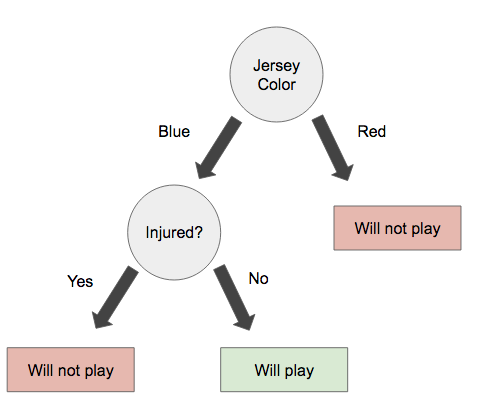 Jersey
Color
Blue
Red
Injured?
Will not play
Yes
No
Will not play
Will play